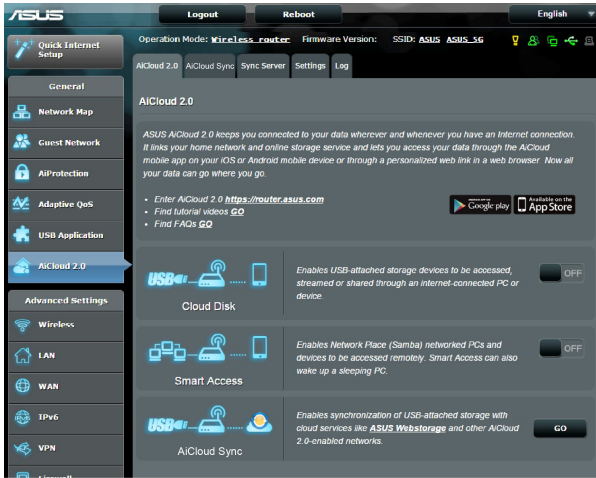 ASUS
Logout
Reboot
English
Quick Internet
Setup
Operation Mode: Wireless router Firmware Version: SSID: ASUS ASUS_5G
AiCloud 2.0
AiCloud Sync
Sync Server
Settings
Log
General
Network Map
Guest Network
AiProtection
Adaptive QoS
USB Application
AiCloud 2.0
Advanced Settings
Wireless
LAN
WAN
IPv6
VPN
Firewall
AiCloud 2.0
ASUS AiCloud 2.0 keeps you connected to your data wherever and whenever you have an Internet connection.
It links your home network and online storage service and lets you access your data through the AiCloud
mobile app on your iOS or Android mobile device or through a personalized web link in a web browser. Now all
your data can go where you go.
• Enter AiCloud 2.0 https://router.asus.com
• Find tutorial videos GO
• Find FAQs GO
Google play
Available on the
App Store
USB
Cloud Disk
Enables USB-attached storage devices to be accessed,
streamed or shared through an internet-connected PC or
device.
OFF
Smart Access
Enables Network Place (Samba) networked PCs and
devices to be accessed remotely. Smart Access can also
wake up a sleeping PC.
OFF
USB
AiCloud Sync
Enables synchronization of USB-attached storage with
cloud services like ASUS Webstorage and other AiCloud
2.0-enabled networks.
GO